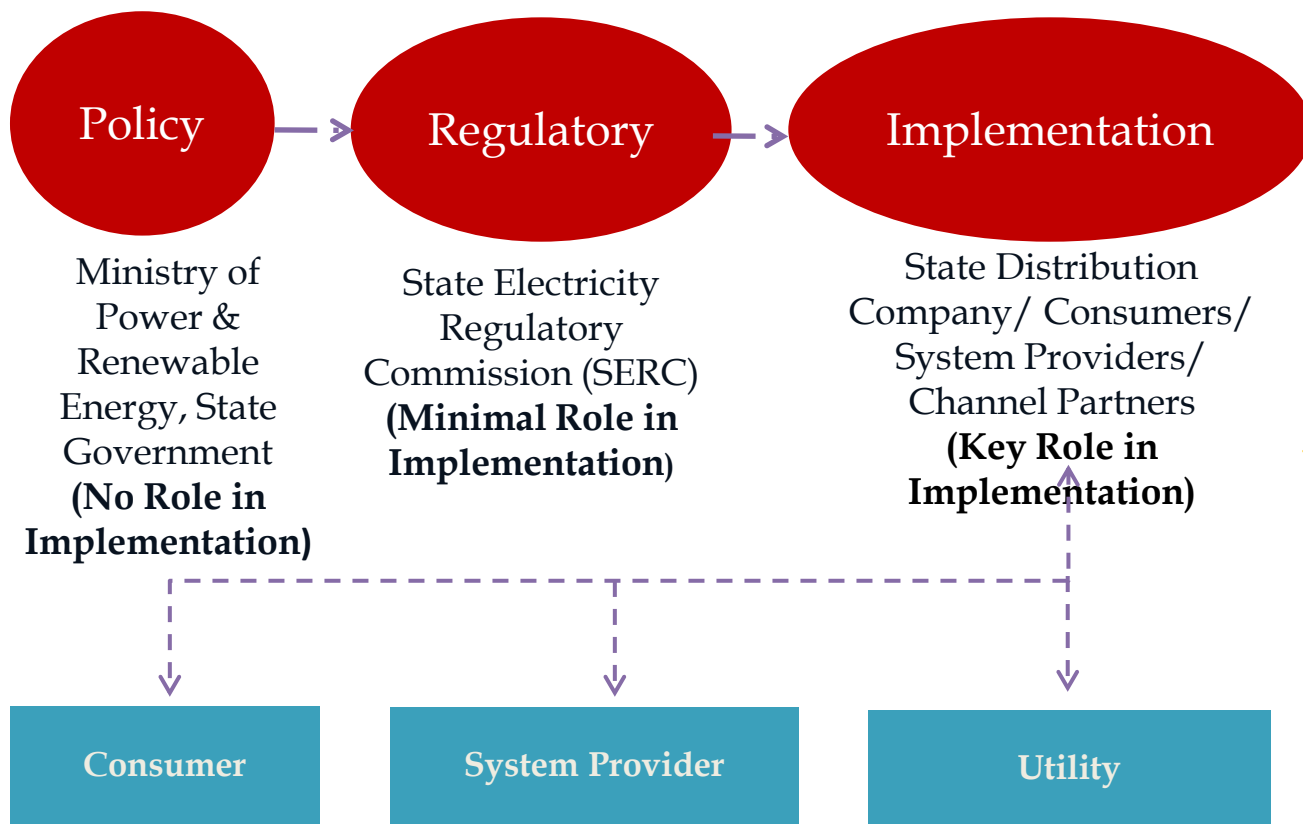 Policy
Regulatory
Implementation
Ministry of
Power &
Renewable
Energy, State
Government
(No Role in
Implementation)
State Electricity
Regulatory
Commission (SERC)
(Minimal Role in
Implementation)
State Distribution
Company/ Consumers/
System Providers/
Channel Partners
(Key Role in
Implementation)
Consumer
System Provider
Utility